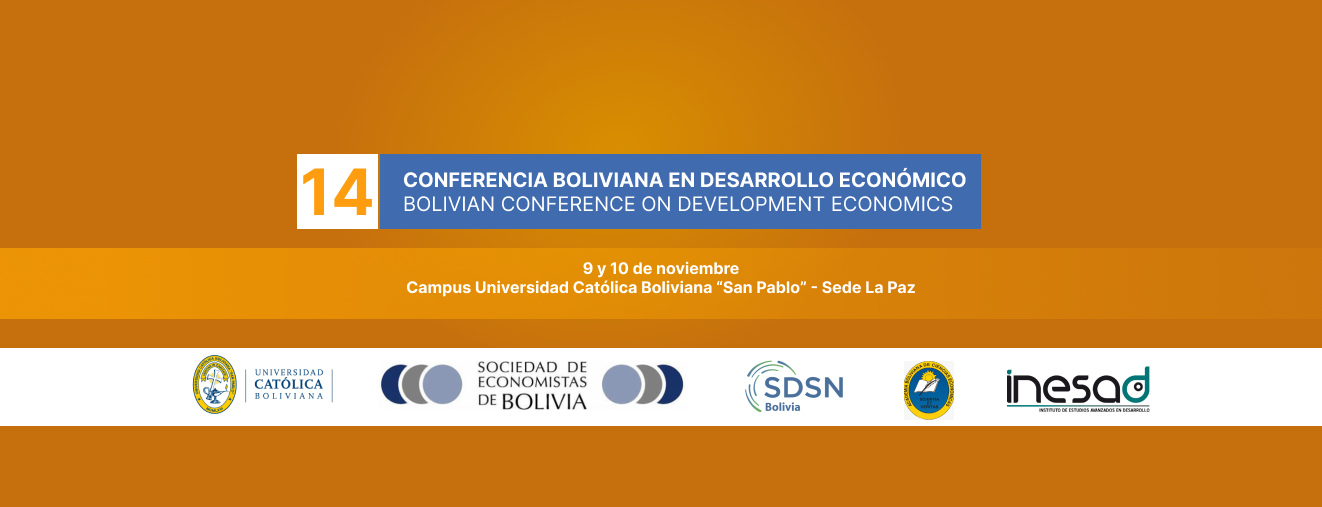 14
CONFERENCIA BOLIVIANA EN DESARROLLO ECONÓMICO
BOLIVIAN CONFERENCE ON DEVELOPMENT ECONOMICS
9 y 10 de noviembre
Campus Universidad Católica Boliviana “San Pablo” - Sede La Paz
UNIVERSIDAD
CATÓLICA
BOLIVIANA
SOCIEDAD DE
ECONOMISTAS
DE BOLIVIA
SDSN
Bolivia
inesad
INSTITUTO DE ESTUDIOS AVANZADOS EN DESARROLLO